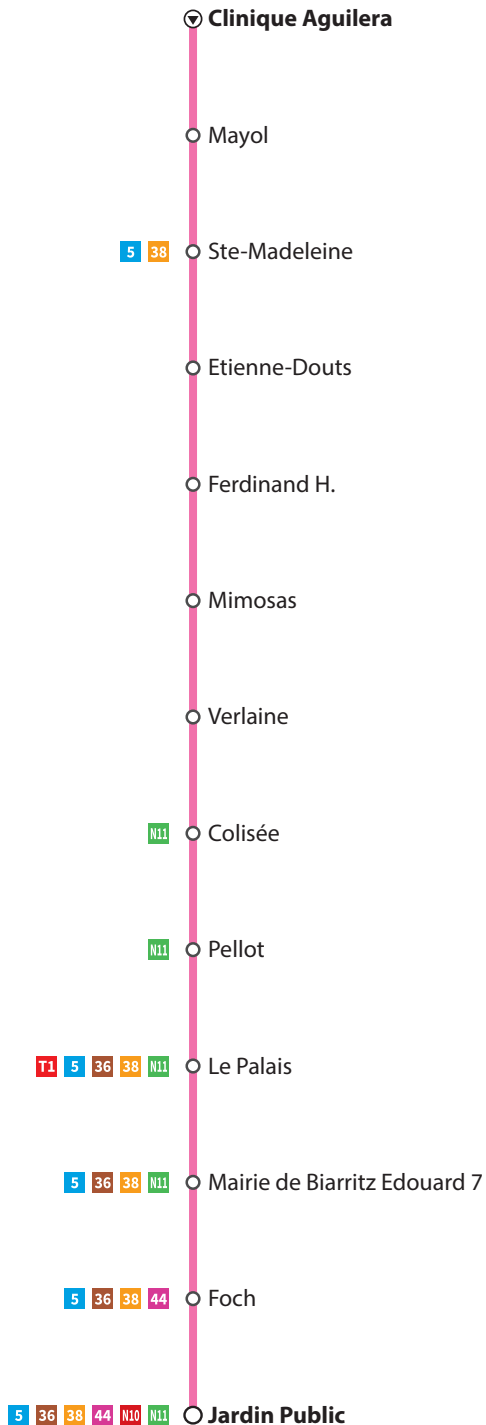 Clinique Aguilera
Mayol
5 38 Ste-Madeleine
Etienne-Douts
Ferdinand H.
Mimosas
Verlaine
N11 Colisée
N11 Pellot
T1 5 36 38 N11 Le Palais
5 36 38 N11 Mairie de Biarritz Edouard 7
5 36 38 44 Foch
5 36 38 44 N10 N11 Jardin Public